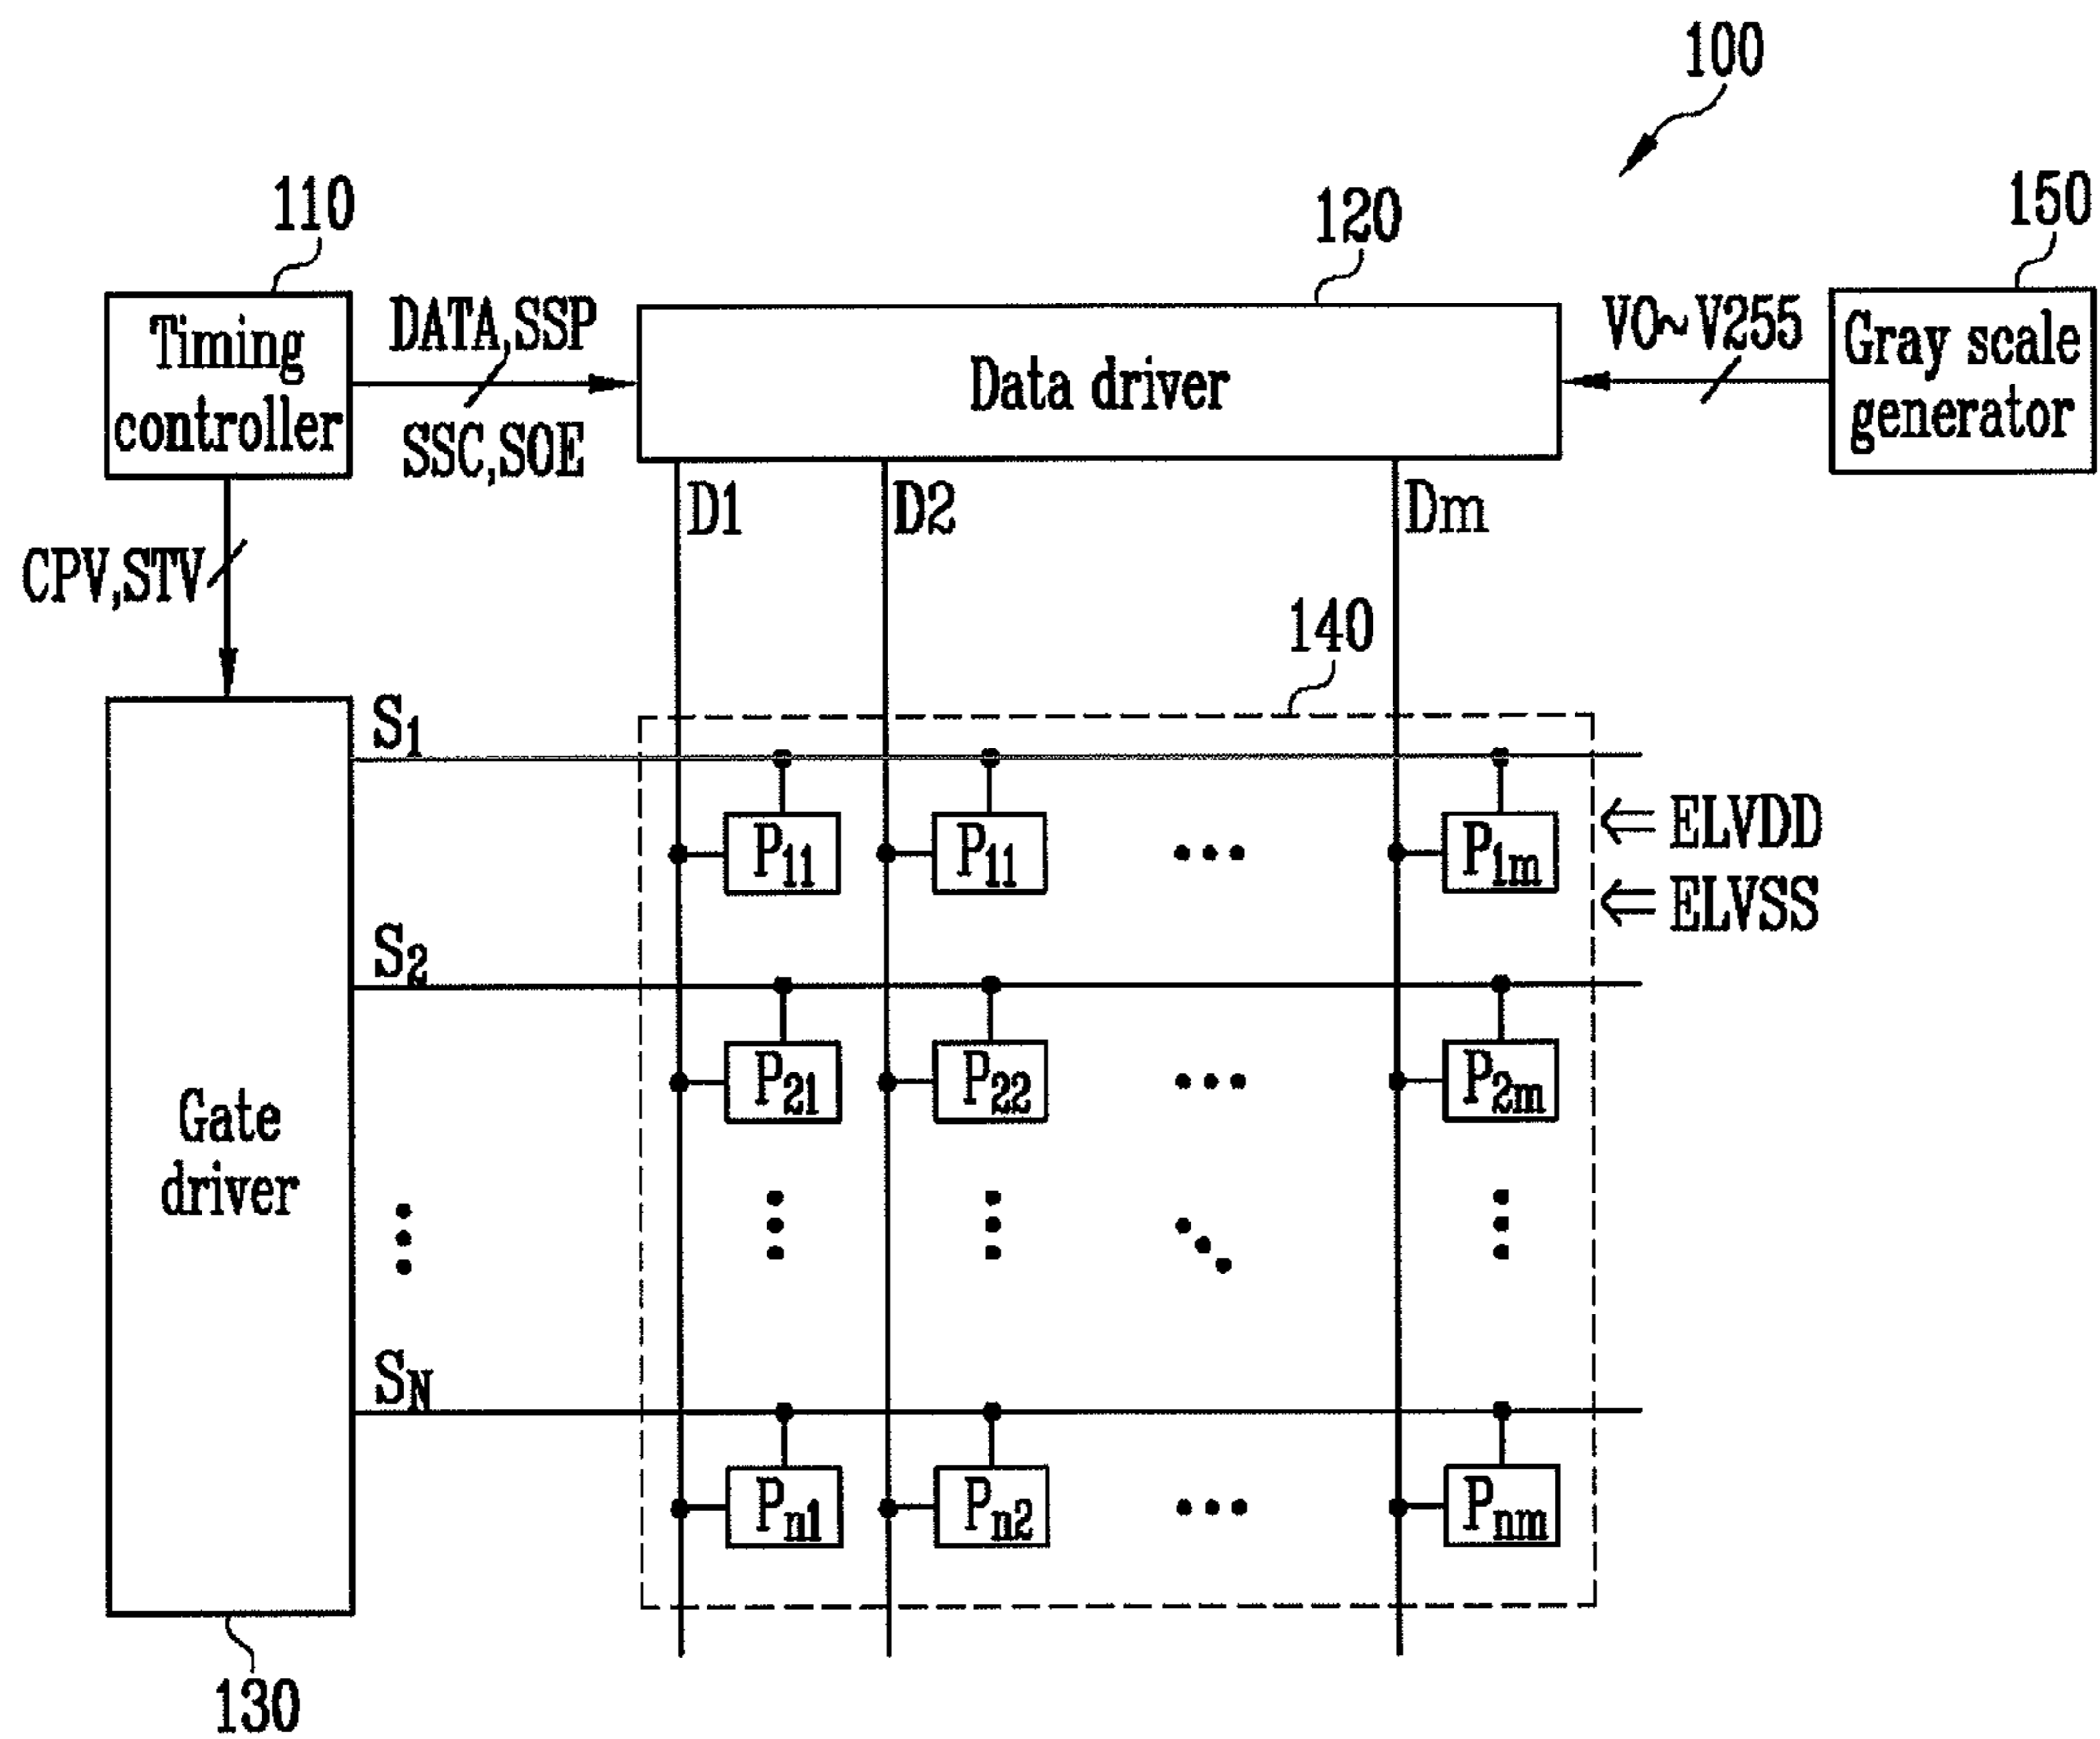 100
110
120
150
Timing
controller
DATA,SSP
SSC,SOE
Data driver
V0~V255
Gray scale
generator
D1
D2
Dm
CPV,STV
140
S1
P11
P11
P1m
ELVDD
ELVSS
S2
P21
P22
P2m
Gate
driver
SN
Pn1
Pn2
Pnm
130